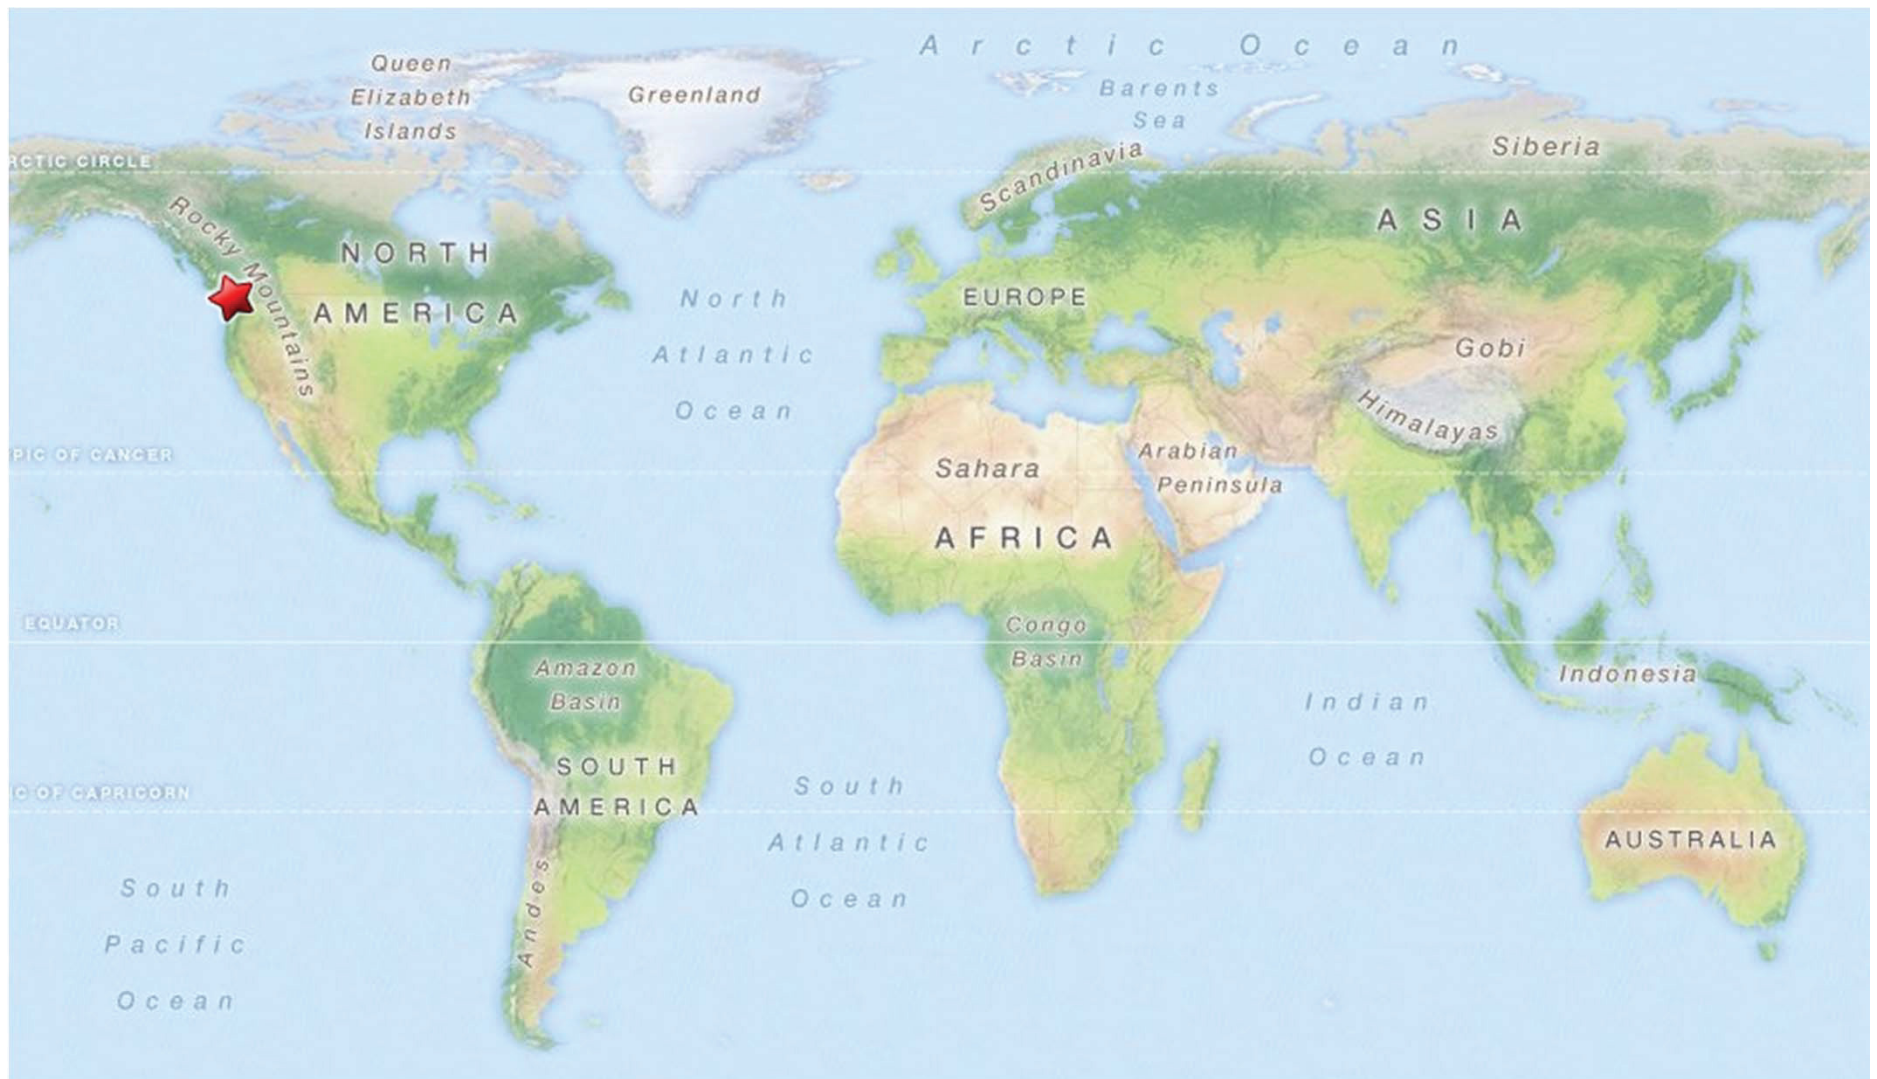 Arctic Ocean
Queen
Elizabeth
Islands
Greenland
Barents
Sea
RCTIC CIRCLE
Scandinavia
Siberia
Rocky Mountains
NORTH
AMERICA
ASIA
EUROPE
North
Atlantic
Ocean
Gobi
Himalayas
PIC OF CANCER
Sahara
Arabian
Peninsula
AFRICA
EQUATOR
Congo
Basin
Amazon
Basin
Indonesia
Indian
Ocean
SOUTH
AMERICA
IC OF CAPRICORN
South
Atlantic
Ocean
AUSTRALIA
Andes
South
Pacific
Ocean